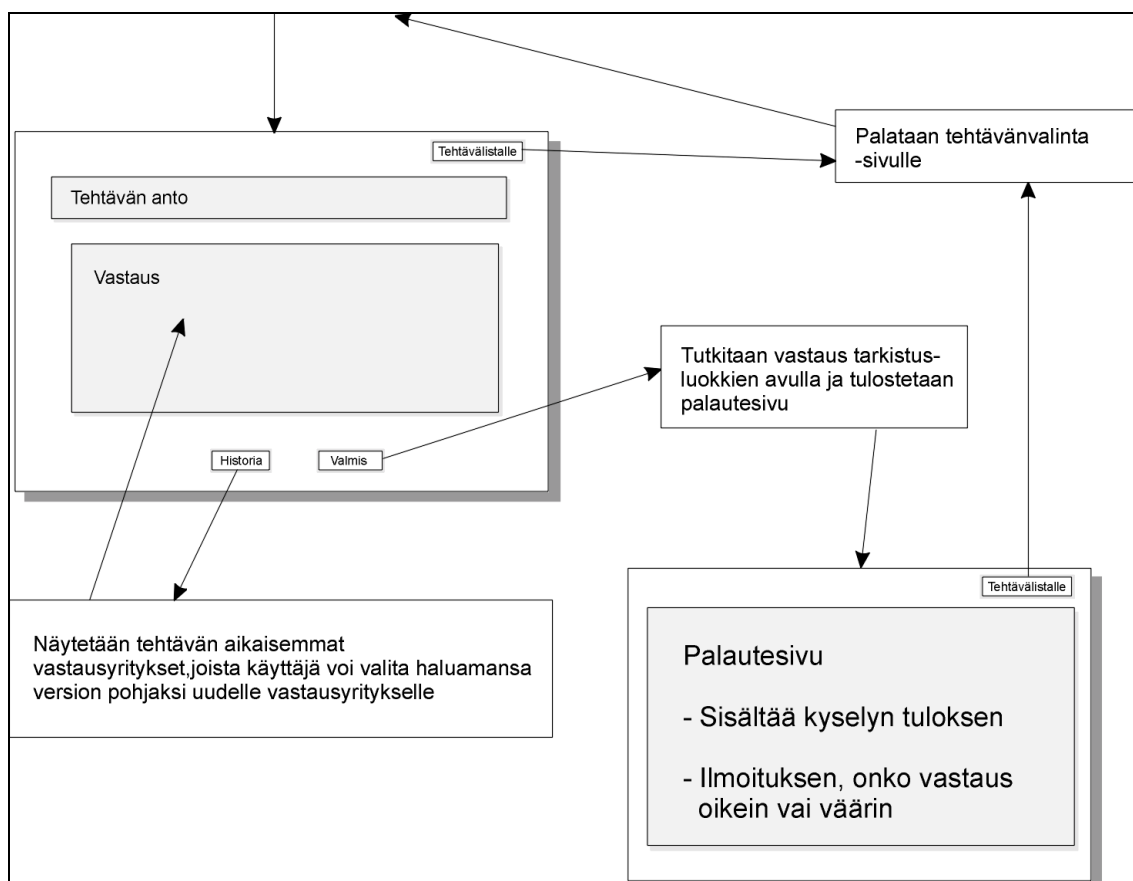 Tehtävälistalle
Tehtävän anto
Vastaus
Historia
Valmis
Palataan tehtävänvalinta
-sivulle
Tutkitaan vastaus tarkistus-
luokkien avulla ja tulostetaan
palautesivu
Näytetään tehtävän aikaisemmat
vastausyritykset,joista käyttäjä voi valita haluamansa
version pohjaksi uudelle vastausyritykselle
Tehtävälistalle
Palautesivu
- Sisältää kyselyn tuloksen
- Ilmoituksen, onko vastaus
oikein vai väärin